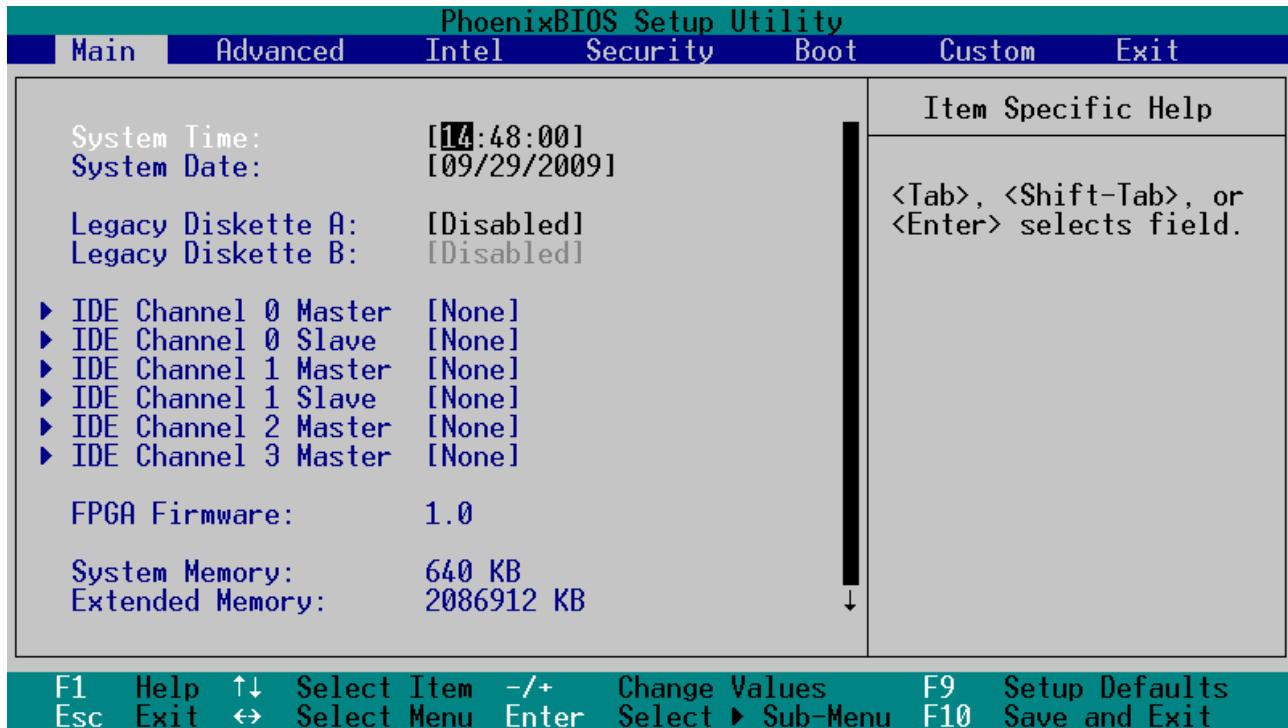 PhoenixBIOS Setup Utility
Main Advanced Intel Security Boot Custom Exit
System Time: [14:48:00]
System Date: [09/29/2009]
Legacy Diskette A: [Disabled]
Legacy Diskette B: [Disabled]
IDE Channel 0 Master [None]
IDE Channel 0 Slave [None]
IDE Channel 1 Master [None]
IDE Channel 1 Slave [None]
IDE Channel 2 Master [None]
IDE Channel 3 Master [None]
FPGA Firmware: 1.0
System Memory: 640 KB
Extended Memory: 2086912 KB
Item Specific Help
<Tab>, <Shift-Tab>, or
<Enter> selects field.
F1 Help ↑↓ Select Item -/+ Change Values F9 Setup Defaults
Esc Exit ↔ Select Menu Enter Select ▶ Sub-Menu F10 Save and Exit